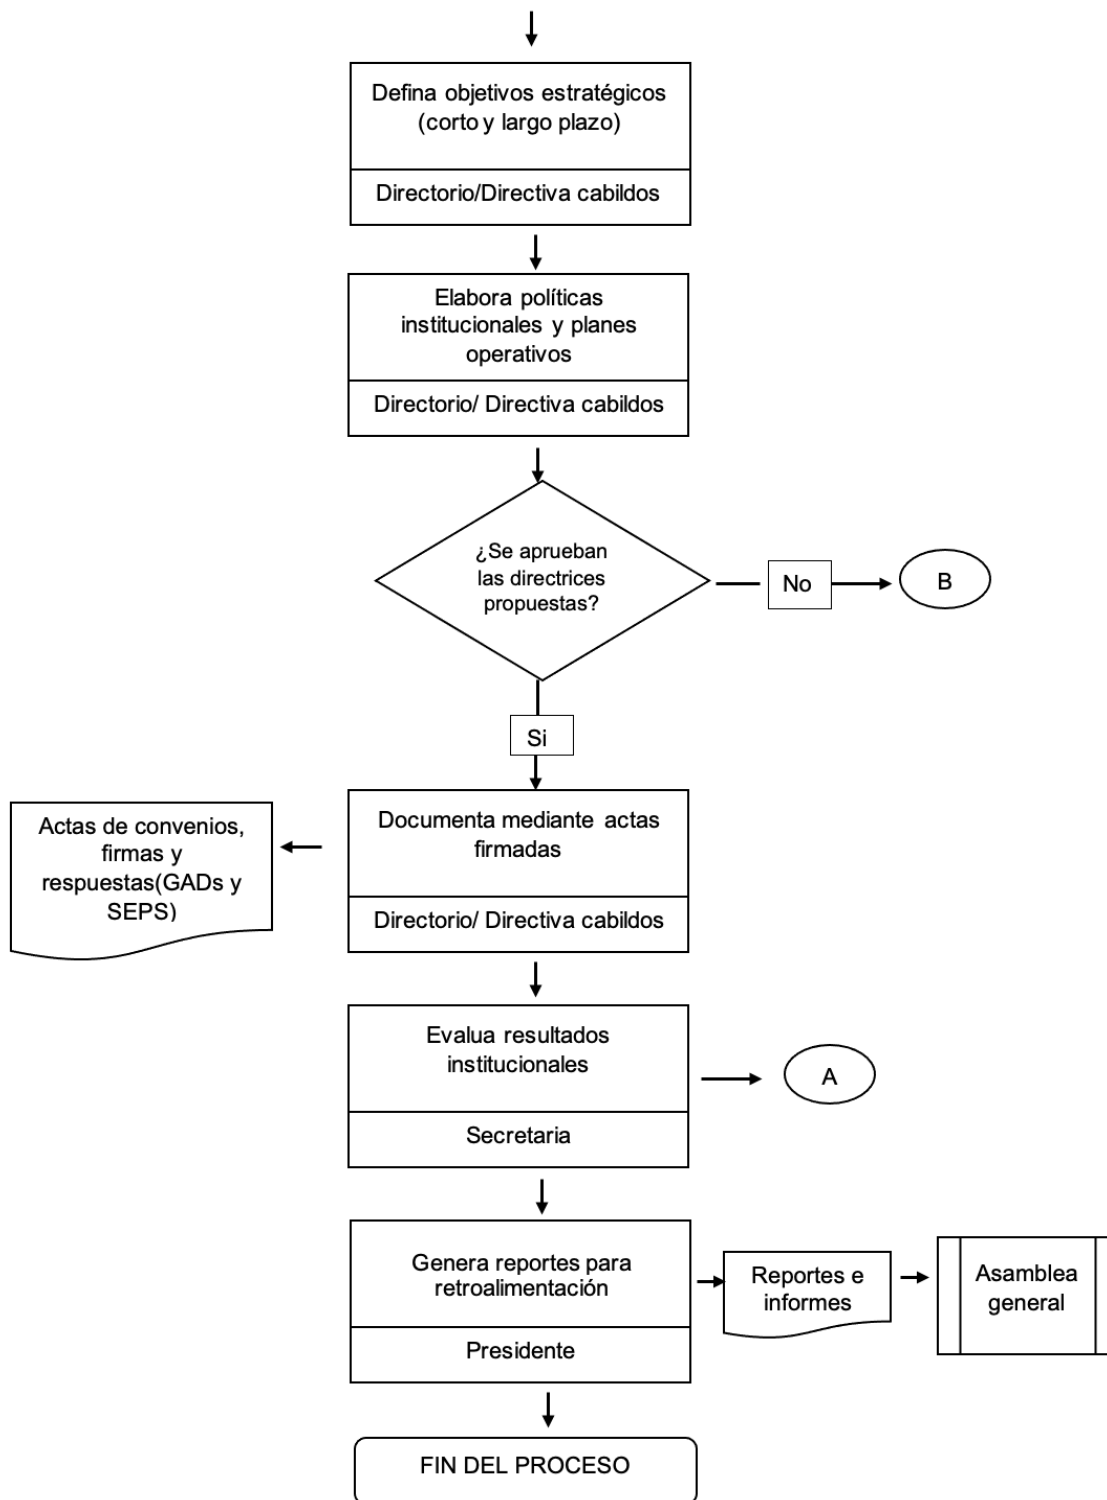 Defina objetivos estratégicos
(corto y largo plazo)
Directorio/Directiva cabildos
Elabora políticas
institucionales y planes
operativos
Directorio/ Directiva cabildos
¿Se aprueban
las directrices
propuestas?
No
B
Si
Documenta mediante actas
firmadas
Directorio/ Directiva cabildos
Actas de convenios,
firmas y
respuestas(GADs y
SEPS)
Evalua resultados
institucionales
Secretaria
A
Genera reportes para
retroalimentación
Presidente
Reportes e
informes
Asamblea
general
FIN DEL PROCESO